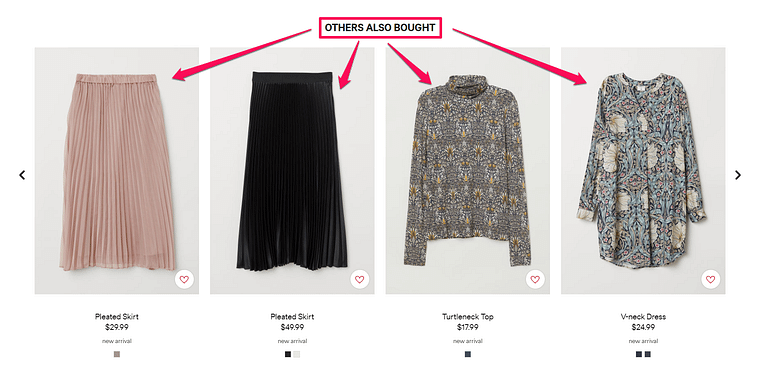 OTHERS ALSO BOUGHT
Pleated Skirt
$29.99
new arrival
Pleated Skirt
$49.99
new arrival
Turtleneck Top
$17.99
new arrival
V-neck Dress
$24.99
new arrival